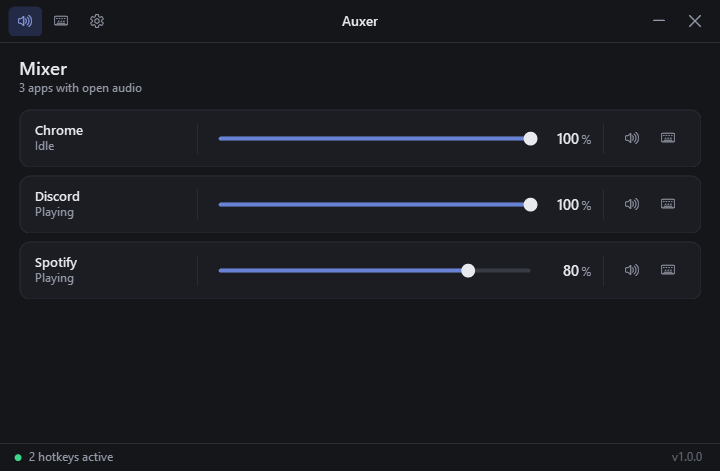 Auxer
Mixer
3 apps with open audio
Chrome
Idle
100 %
Discord
Playing
100 %
Spotify
Playing
80 %
2 hotkeys active
v1.0.0